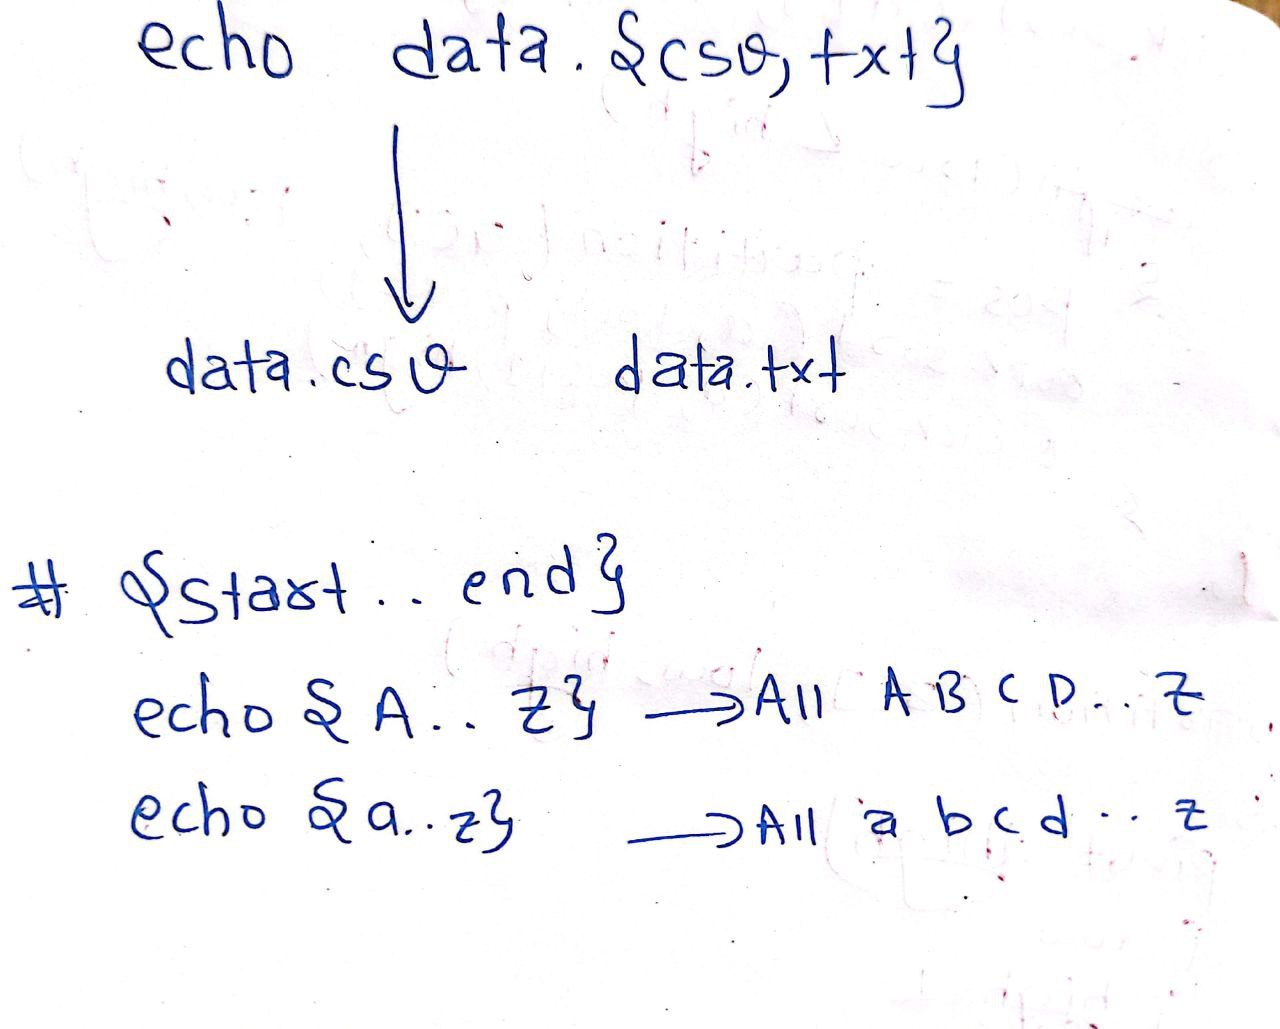 echo data.{csv, txt}
data.csv data.txt
# {start .. end}
echo {A..Z} → All A B C D .. Z
echo {a..z} → All a b c d .. z